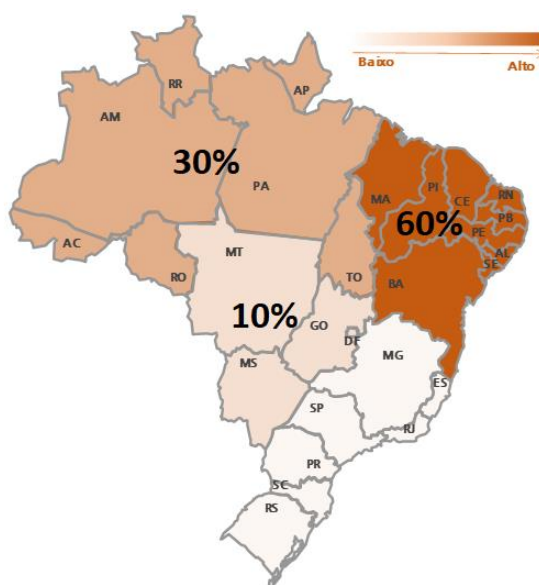 Baixo Alto
RR
AP
AM
30%
PA
MA
PI
CE
RN
PB
60%
PE
AL
SE
AC
RO
MT
TO
BA
10%
GO
DF
MG
MS
ES
SP
RJ
PR
SC
RS